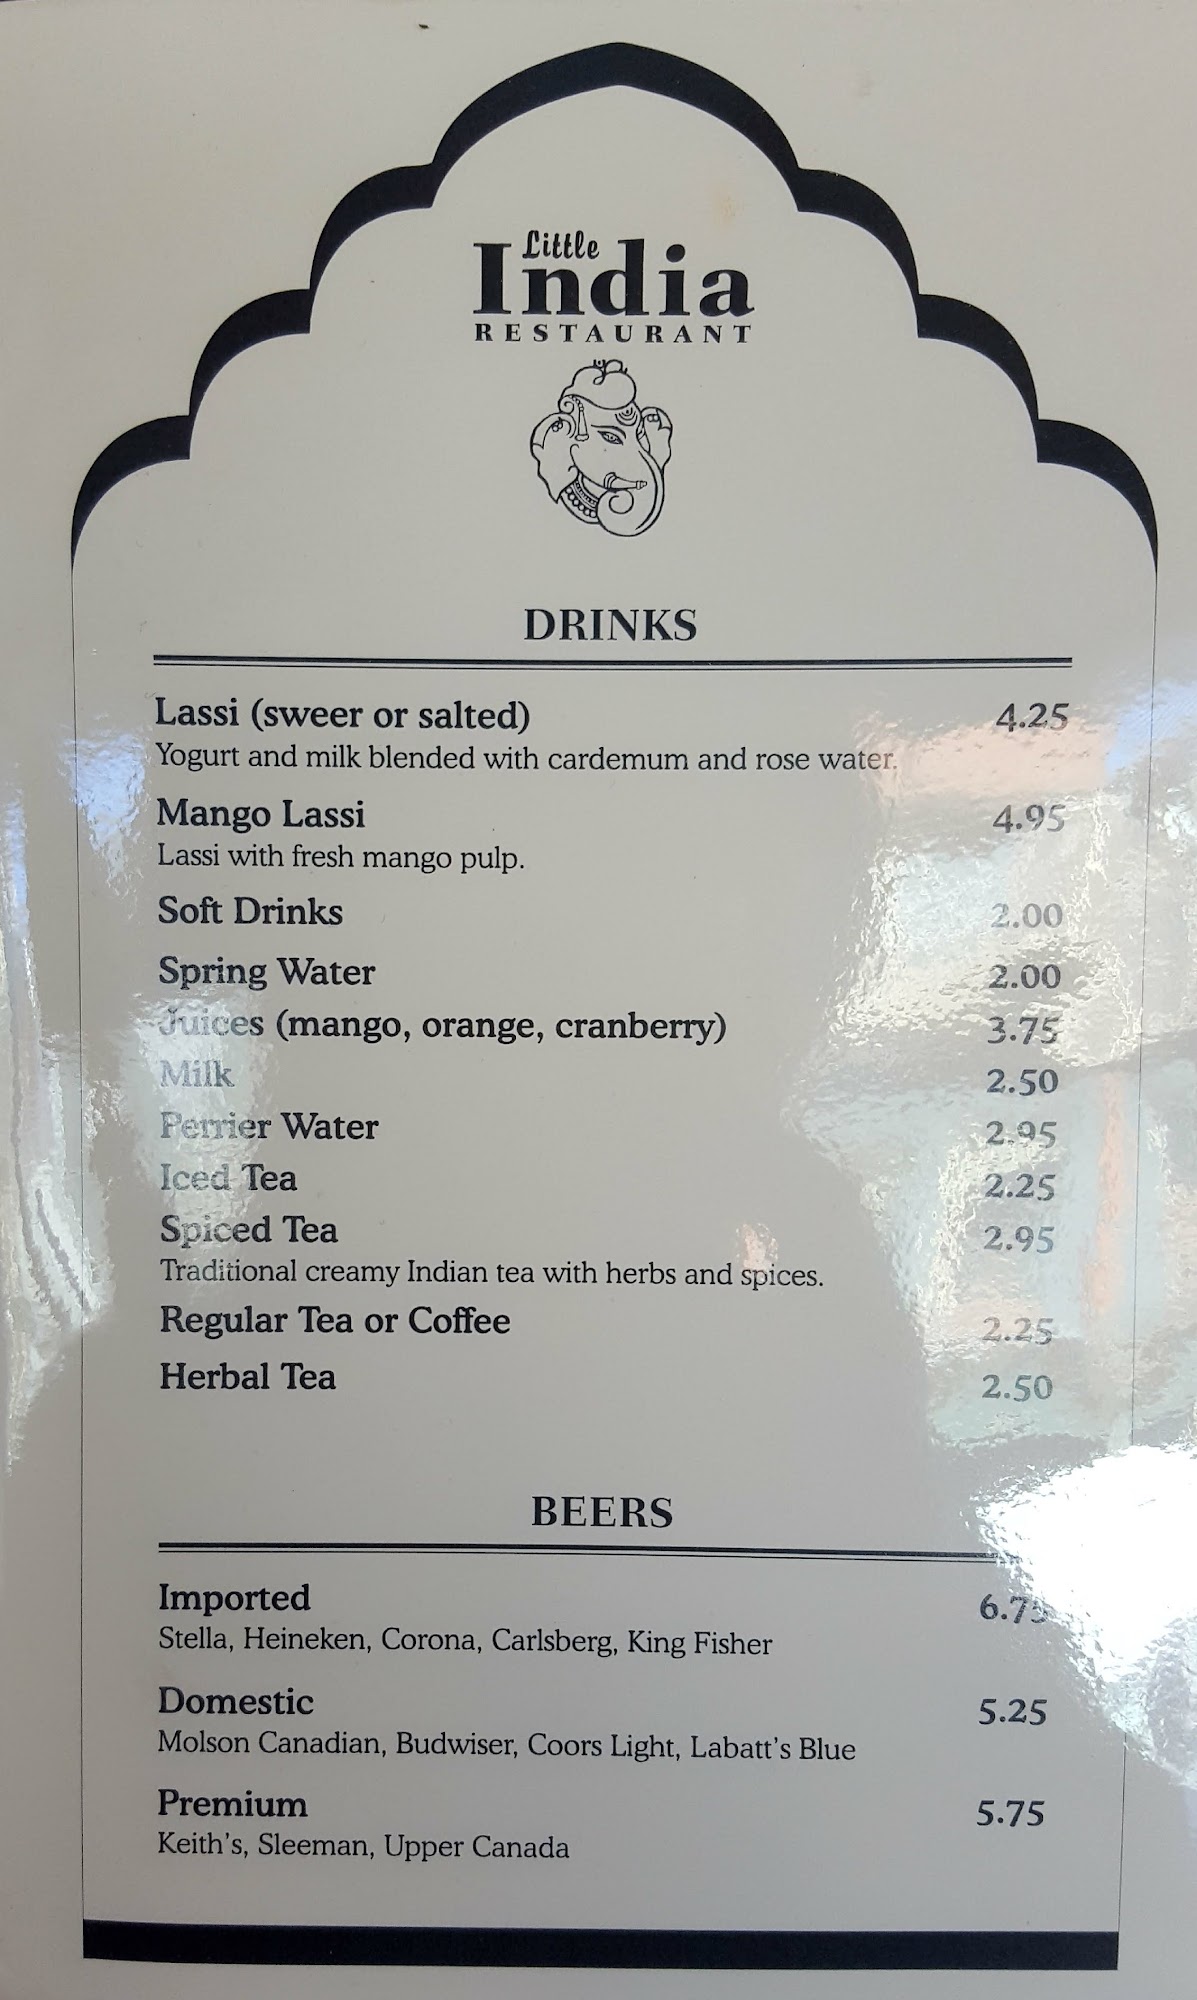 Little
India
RESTAURANT
DRINKS
Lassi (sweer or salted) 4.25
Yogurt and milk blended with cardemum and rose water.
Mango Lassi 4.95
Lassi with fresh mango pulp.
Soft Drinks 2.00
Spring Water 2.00
Juices (mango, orange, cranberry) 3.75
Milk 2.50
Perrier Water 2.95
Iced Tea 2.25
Spiced Tea 2.95
Traditional creamy Indian tea with herbs and spices.
Regular Tea or Coffee 2.25
Herbal Tea 2.50
BEERS
Imported 6.75
Stella, Heineken, Corona, Carlsberg, King Fisher
Domestic 5.25
Molson Canadian, Budwiser, Coors Light, Labatt's Blue
Premium 5.75
Keith's, Sleeman, Upper Canada